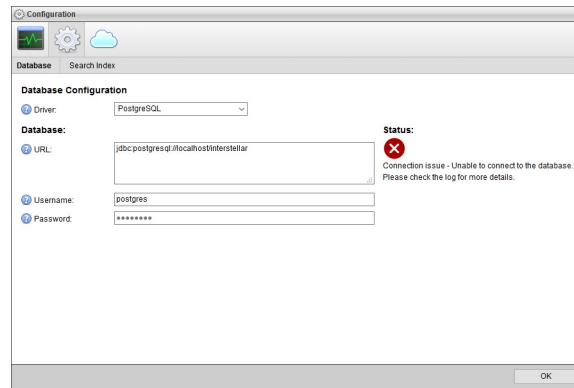 Configuration
Database Search Index
Database Configuration
Driver: PostgreSQL
Database: Status:
URL: jdbc:postgresql://localhost/interstellar
Connection issue - Unable to connect to the database.
Please check the log for more details.
Username: postgres
Password: ••••••••
OK